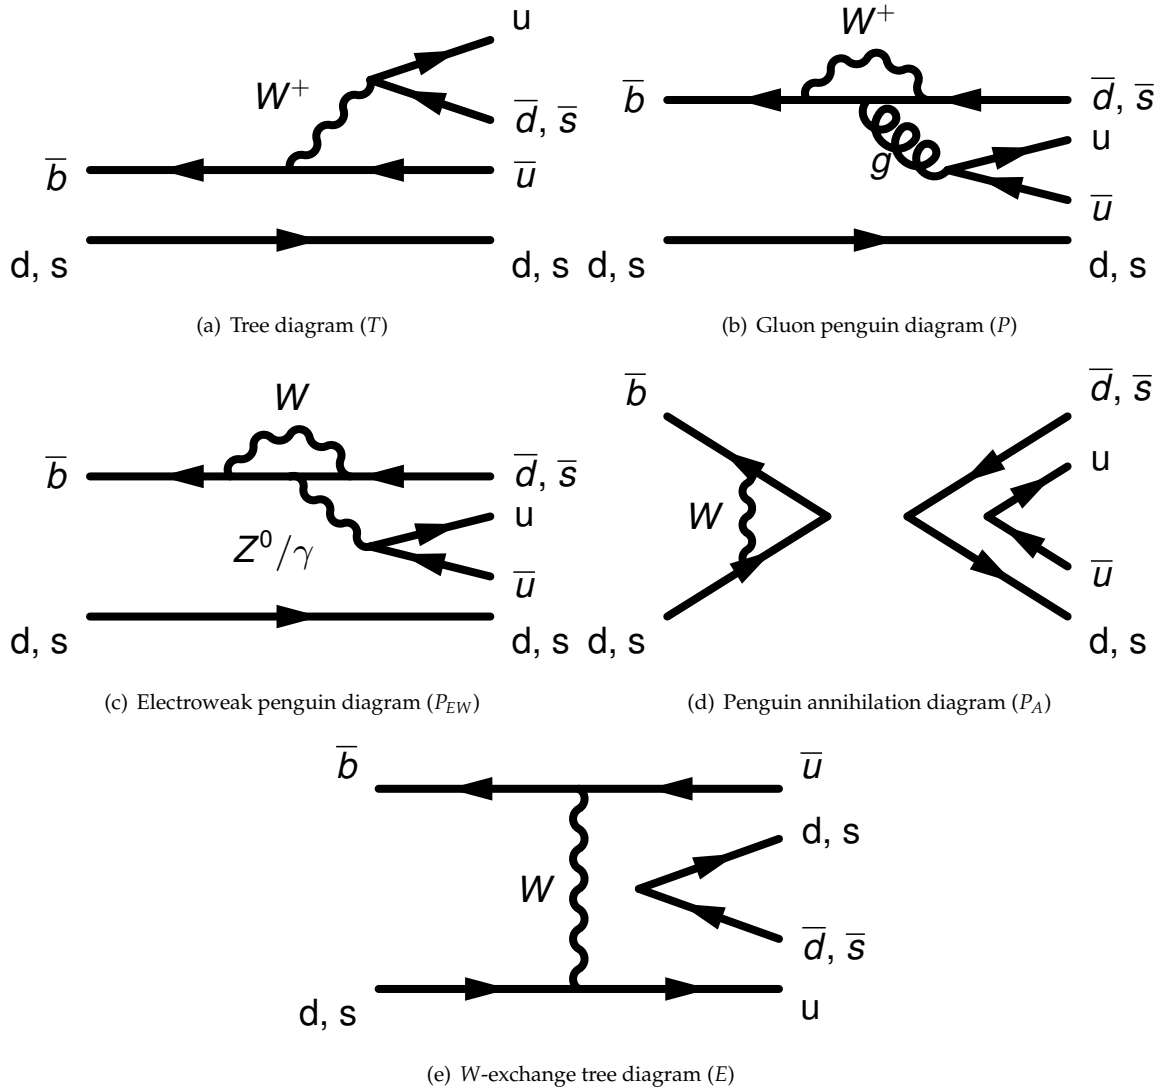 u
W⁺
d̅, s̅
b̅
u̅
d, s
d, s
(a) Tree diagram (T)
W⁺
b̅
d̅, s̅
u
g
u̅
d, s
d, s
(b) Gluon penguin diagram (P)
W
b̅
d̅, s̅
u
Z⁰/γ
u̅
d, s
d, s
(c) Electroweak penguin diagram (P_EW)
b̅
d̅, s̅
u
W
u̅
d, s
d, s
(d) Penguin annihilation diagram (P_A)
b̅
u̅
d, s
W
d̅, s̅
d, s
u
(e) W-exchange tree diagram (E)